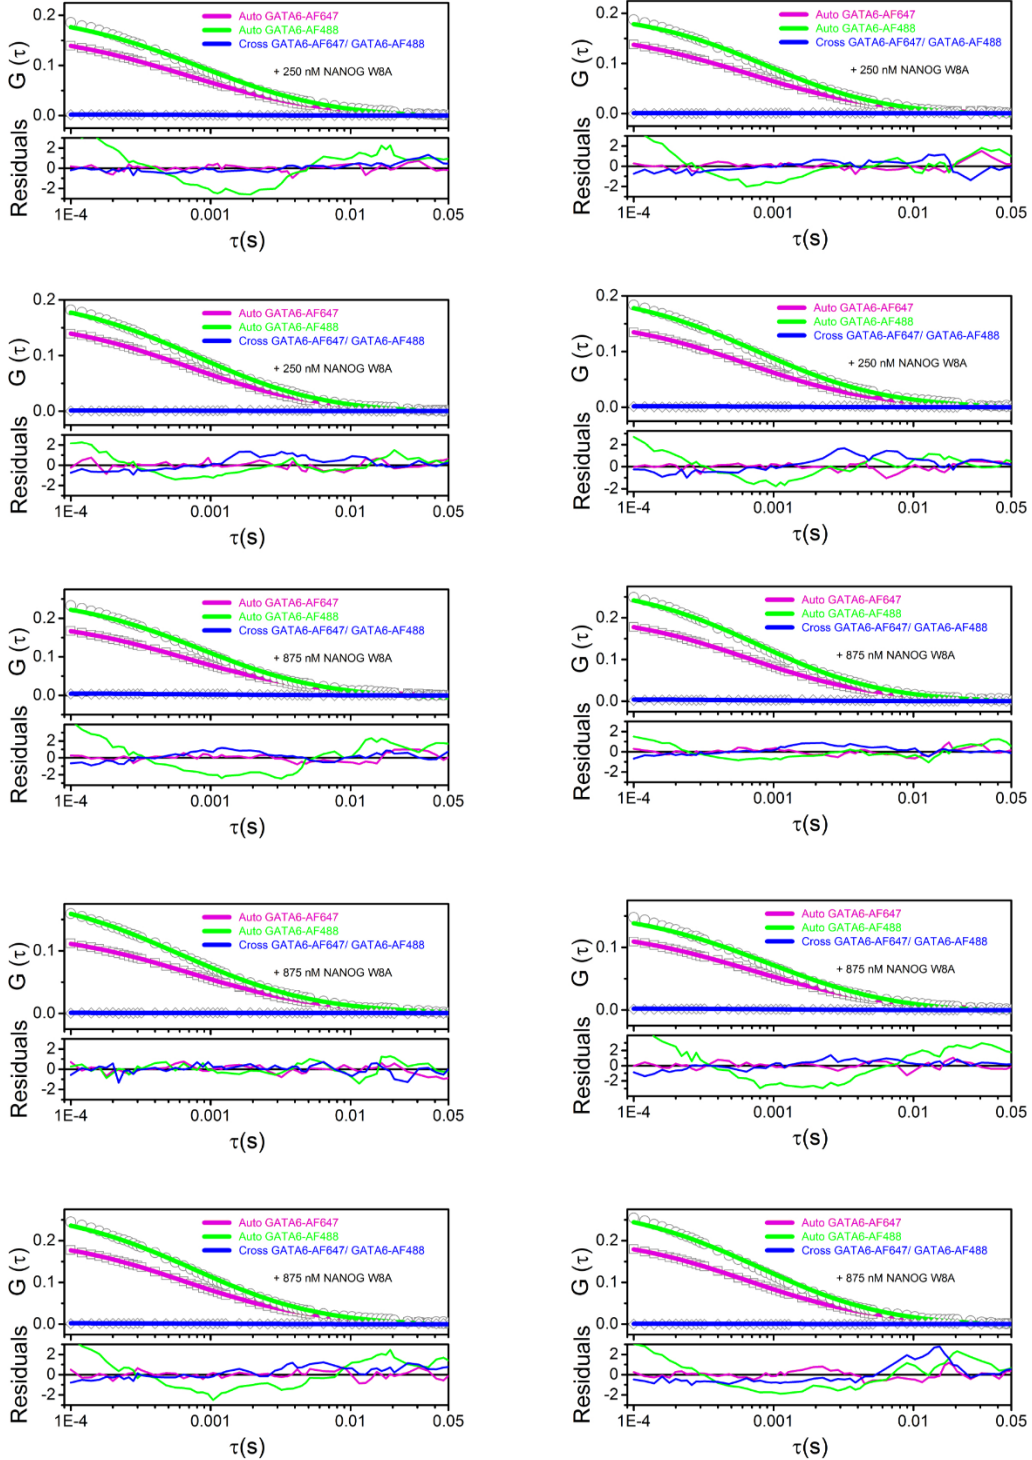 Auto GATA6-AF647
Auto GATA6-AF488
Cross GATA6-AF647/ GATA6-AF488
+ 250 nM NANOG W8A
G (τ)
0.2
0.1
0.0
Residuals
2
0
-2
1E-4 0.001 0.01 0.05
τ(s)
Auto GATA6-AF647
Auto GATA6-AF488
Cross GATA6-AF647/ GATA6-AF488
+ 250 nM NANOG W8A
G (τ)
0.2
0.1
0.0
Residuals
2
0
-2
1E-4 0.001 0.01 0.05
τ(s)
Auto GATA6-AF647
Auto GATA6-AF488
Cross GATA6-AF647/ GATA6-AF488
+ 250 nM NANOG W8A
G (τ)
0.2
0.1
0.0
Residuals
2
0
-2
1E-4 0.001 0.01 0.05
τ(s)
Auto GATA6-AF647
Auto GATA6-AF488
Cross GATA6-AF647/ GATA6-AF488
+ 250 nM NANOG W8A
G (τ)
0.2
0.1
0.0
Residuals
2
0
-2
1E-4 0.001 0.01 0.05
τ(s)
Auto GATA6-AF647
Auto GATA6-AF488
Cross GATA6-AF647/ GATA6-AF488
+ 875 nM NANOG W8A
G (τ)
0.2
0.1
0.0
Residuals
2
0
-2
1E-4 0.001 0.01 0.05
τ(s)
Auto GATA6-AF647
Auto GATA6-AF488
Cross GATA6-AF647/ GATA6-AF488
+ 875 nM NANOG W8A
G (τ)
0.2
0.1
0.0
Residuals
2
0
-2
1E-4 0.001 0.01 0.05
τ(s)
Auto GATA6-AF647
Auto GATA6-AF488
Cross GATA6-AF647/ GATA6-AF488
+ 875 nM NANOG W8A
G (τ)
0.1
0.0
Residuals
2
0
-2
1E-4 0.001 0.01 0.05
τ(s)
Auto GATA6-AF647
Auto GATA6-AF488
Cross GATA6-AF647/ GATA6-AF488
+ 875 nM NANOG W8A
G (τ)
0.1
0.0
Residuals
2
0
-2
1E-4 0.001 0.01 0.05
τ(s)
Auto GATA6-AF647
Auto GATA6-AF488
Cross GATA6-AF647/ GATA6-AF488
+ 875 nM NANOG W8A
G (τ)
0.2
0.1
0.0
Residuals
2
0
-2
1E-4 0.001 0.01 0.05
τ(s)
Auto GATA6-AF647
Auto GATA6-AF488
Cross GATA6-AF647/ GATA6-AF488
+ 875 nM NANOG W8A
G (τ)
0.2
0.1
0.0
Residuals
2
0
-2
1E-4 0.001 0.01 0.05
τ(s)